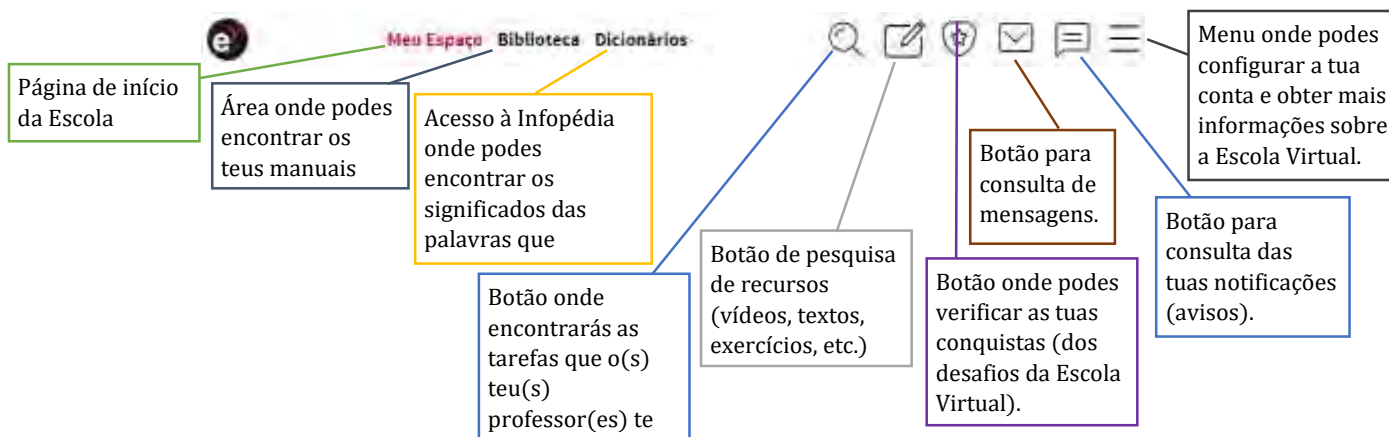 e
Meu Espaço Biblioteca Dicionários
Página de início
da Escola
Área onde podes
encontrar os
teus manuais
Acesso à Infopédia
onde podes
encontrar os
significados das
palavras que
Botão onde
encontrarás as
tarefas que o(s)
teu(s)
professor(es) te
Botão de pesquisa
de recursos
(vídeos, textos,
exercícios, etc.)
Botão onde podes
verificar as tuas
conquistas (dos
desafios da Escola
Virtual).
Botão para
consulta de
mensagens.
Botão para
consulta das
tuas notificações
(avisos).
Menu onde podes
configurar a tua
conta e obter mais
informações sobre
a Escola Virtual.